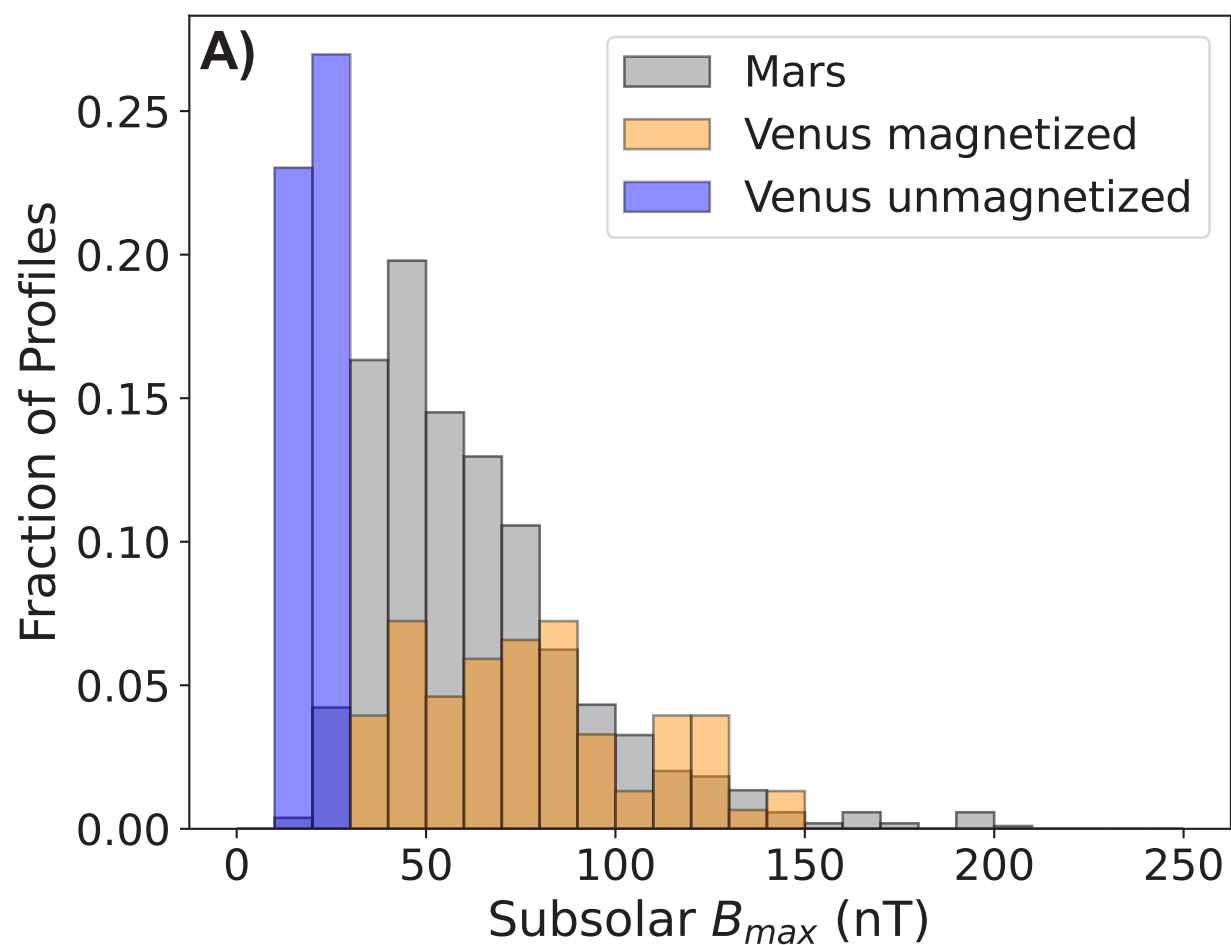 A)
Mars
Venus magnetized
Venus unmagnetized
Fraction of Profiles
0.25
0.20
0.15
0.10
0.05
0.00
0 50 100 150 200 250
Subsolar B_max (nT)